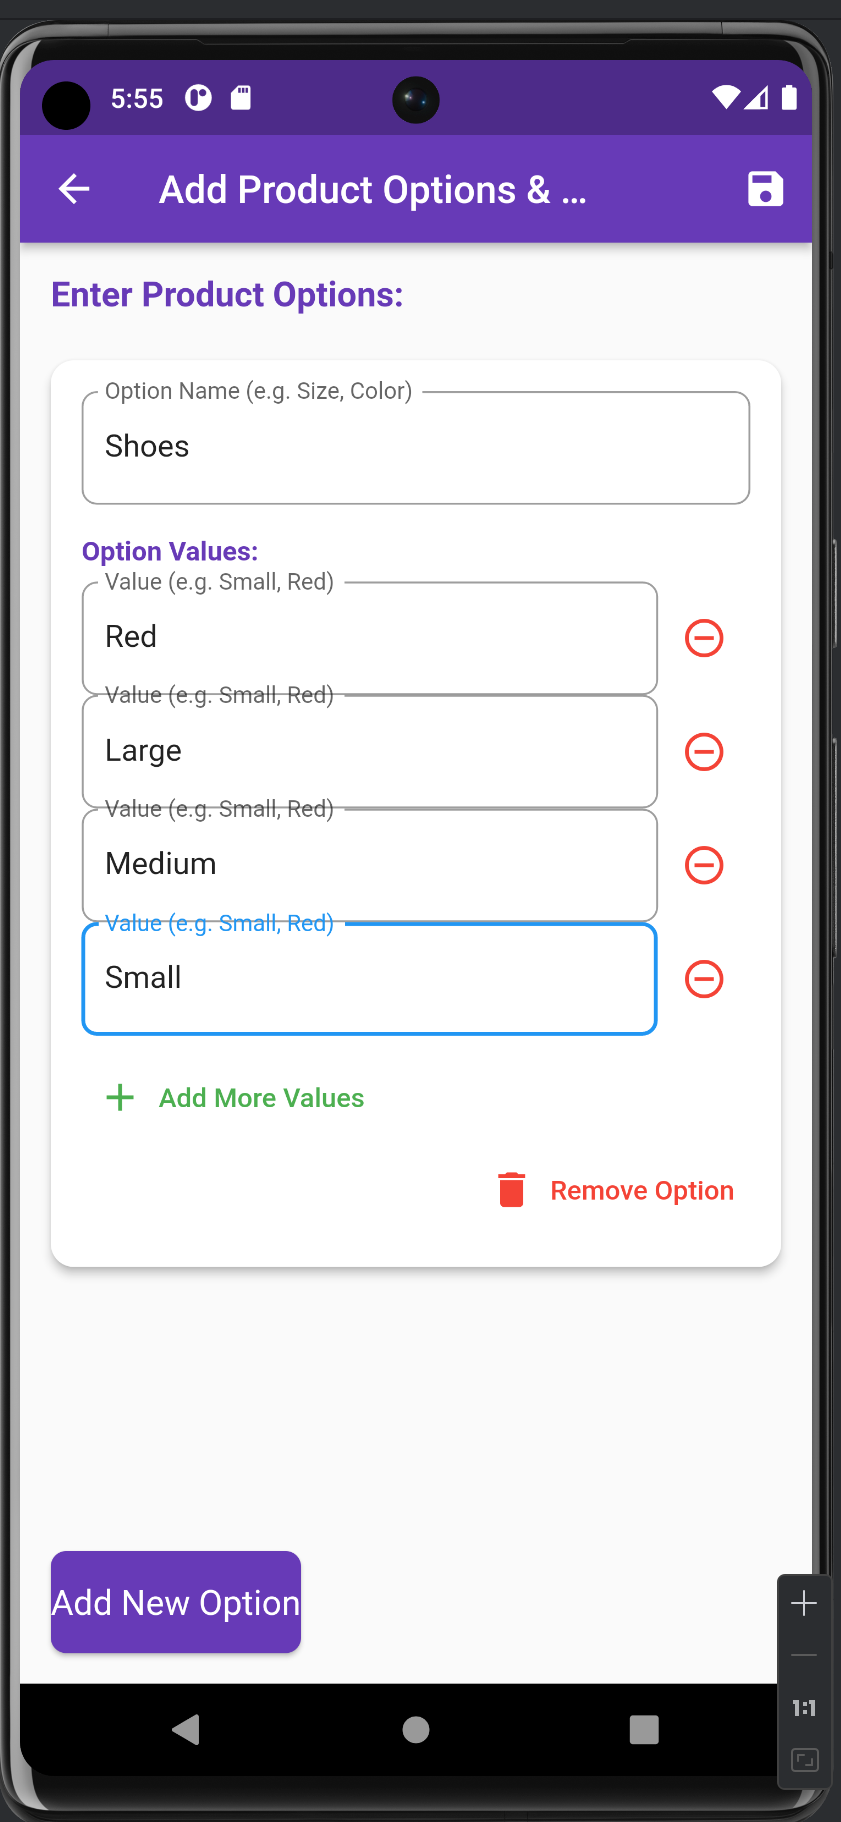 5:55
Add Product Options & ...
Enter Product Options:
Option Name (e.g. Size, Color)
Shoes
Option Values:
Value (e.g. Small, Red)
Red
Value (e.g. Small, Red)
Large
Value (e.g. Small, Red)
Medium
Value (e.g. Small, Red)
Small
Add More Values
Remove Option
Add New Option
1:1